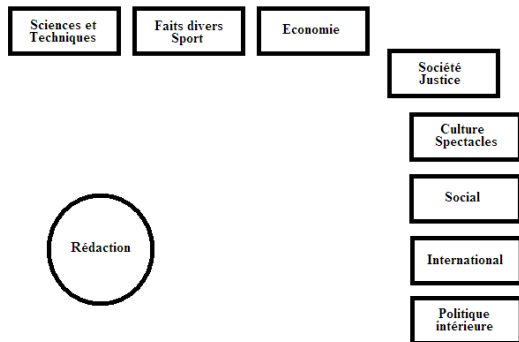 Sciences et
Techniques
Faits divers
Sport
Economie
Société
Justice
Culture
Spectacles
Social
Rédaction
International
Politique
intérieure